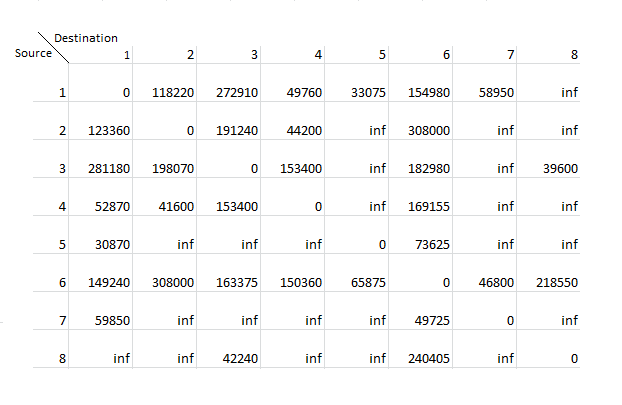 Destination
Source 1 2 3 4 5 6 7 8
1 0 118220 272910 49760 33075 154980 58950 inf
2 123360 0 191240 44200 inf 308000 inf inf
3 281180 198070 0 153400 inf 182980 inf 39600
4 52870 41600 153400 0 inf 169155 inf inf
5 30870 inf inf inf 0 73625 inf inf
6 149240 308000 163375 150360 65875 0 46800 218550
7 59850 inf inf inf inf 49725 0 inf
8 inf inf 42240 inf inf 240405 inf 0